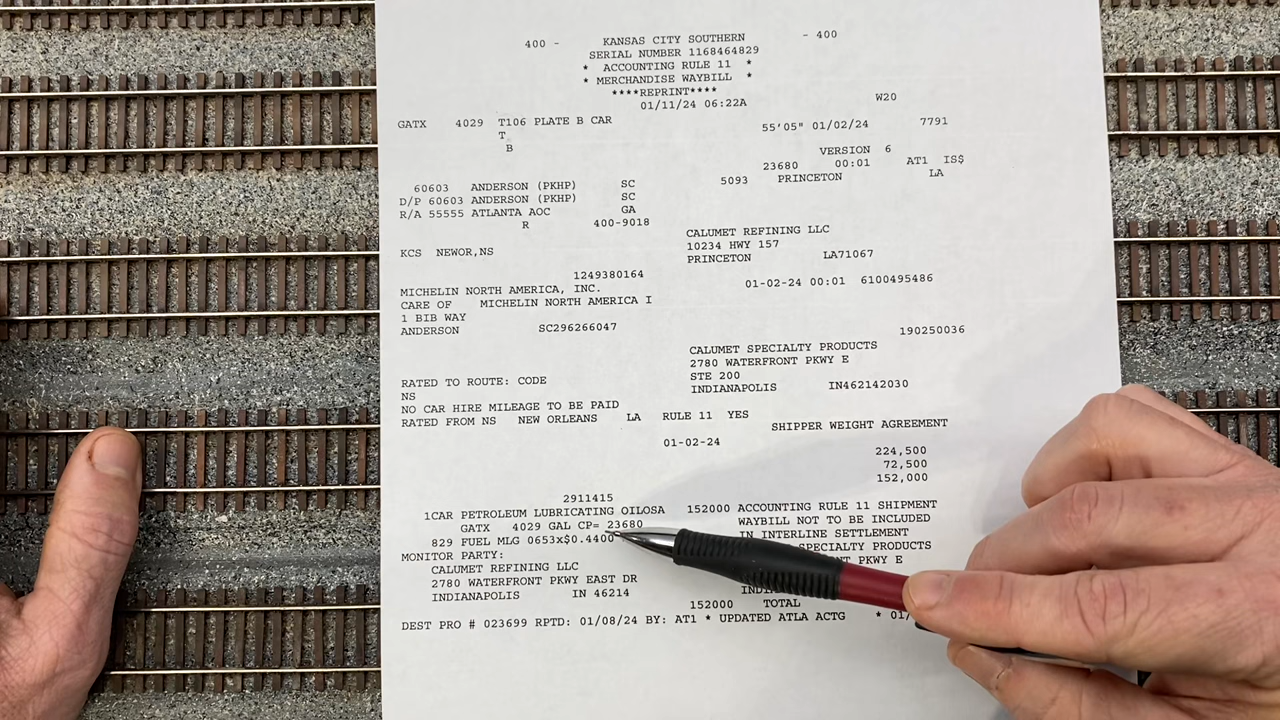 400 - KANSAS CITY SOUTHERN - 400
SERIAL NUMBER 1168464829
* ACCOUNTING RULE 11 *
* MERCHANDISE WAYBILL *
****REPRINT****
01/11/24 06:22A
W20
GATX 4029 T106 PLATE B CAR
55'05" 01/02/24 7791
T
B
VERSION 6
23680 00:01 AT1 IS$
60603 ANDERSON (PKHP) SC
5093 PRINCETON LA
D/P 60603 ANDERSON (PKHP) SC
R/A 55555 ATLANTA AOC GA
R 400-9018
CALUMET REFINING LLC
KCS NEWOR,NS
10234 HWY 157
PRINCETON LA71067
1249380164
01-02-24 00:01 6100495486
MICHELIN NORTH AMERICA, INC.
CARE OF MICHELIN NORTH AMERICA I
1 BIB WAY
ANDERSON SC296266047
190250036
CALUMET SPECIALTY PRODUCTS
2780 WATERFRONT PKWY E
STE 200
INDIANAPOLIS IN462142030
RATED TO ROUTE: CODE
NS
NO CAR HIRE MILEAGE TO BE PAID
RATED FROM NS NEW ORLEANS LA RULE 11 YES
SHIPPER WEIGHT AGREEMENT
01-02-24
224,500
72,500
152,000
2911415
1CAR PETROLEUM LUBRICATING OILOSA 152000 ACCOUNTING RULE 11 SHIPMENT
GATX 4029 GAL CP= 23680 WAYBILL NOT TO BE INCLUDED
829 FUEL MLG 0653X$0.4400 IN INTERLINE SETTLEMENT
MONITOR PARTY: SPECIALTY PRODUCTS
CALUMET REFINING LLC PKWY E
2780 WATERFRONT PKWY EAST DR
INDIANAPOLIS IN 46214
152000 TOTAL
DEST PRO # 023699 RPTD: 01/08/24 BY: AT1 * UPDATED ATLA ACTG * 01/